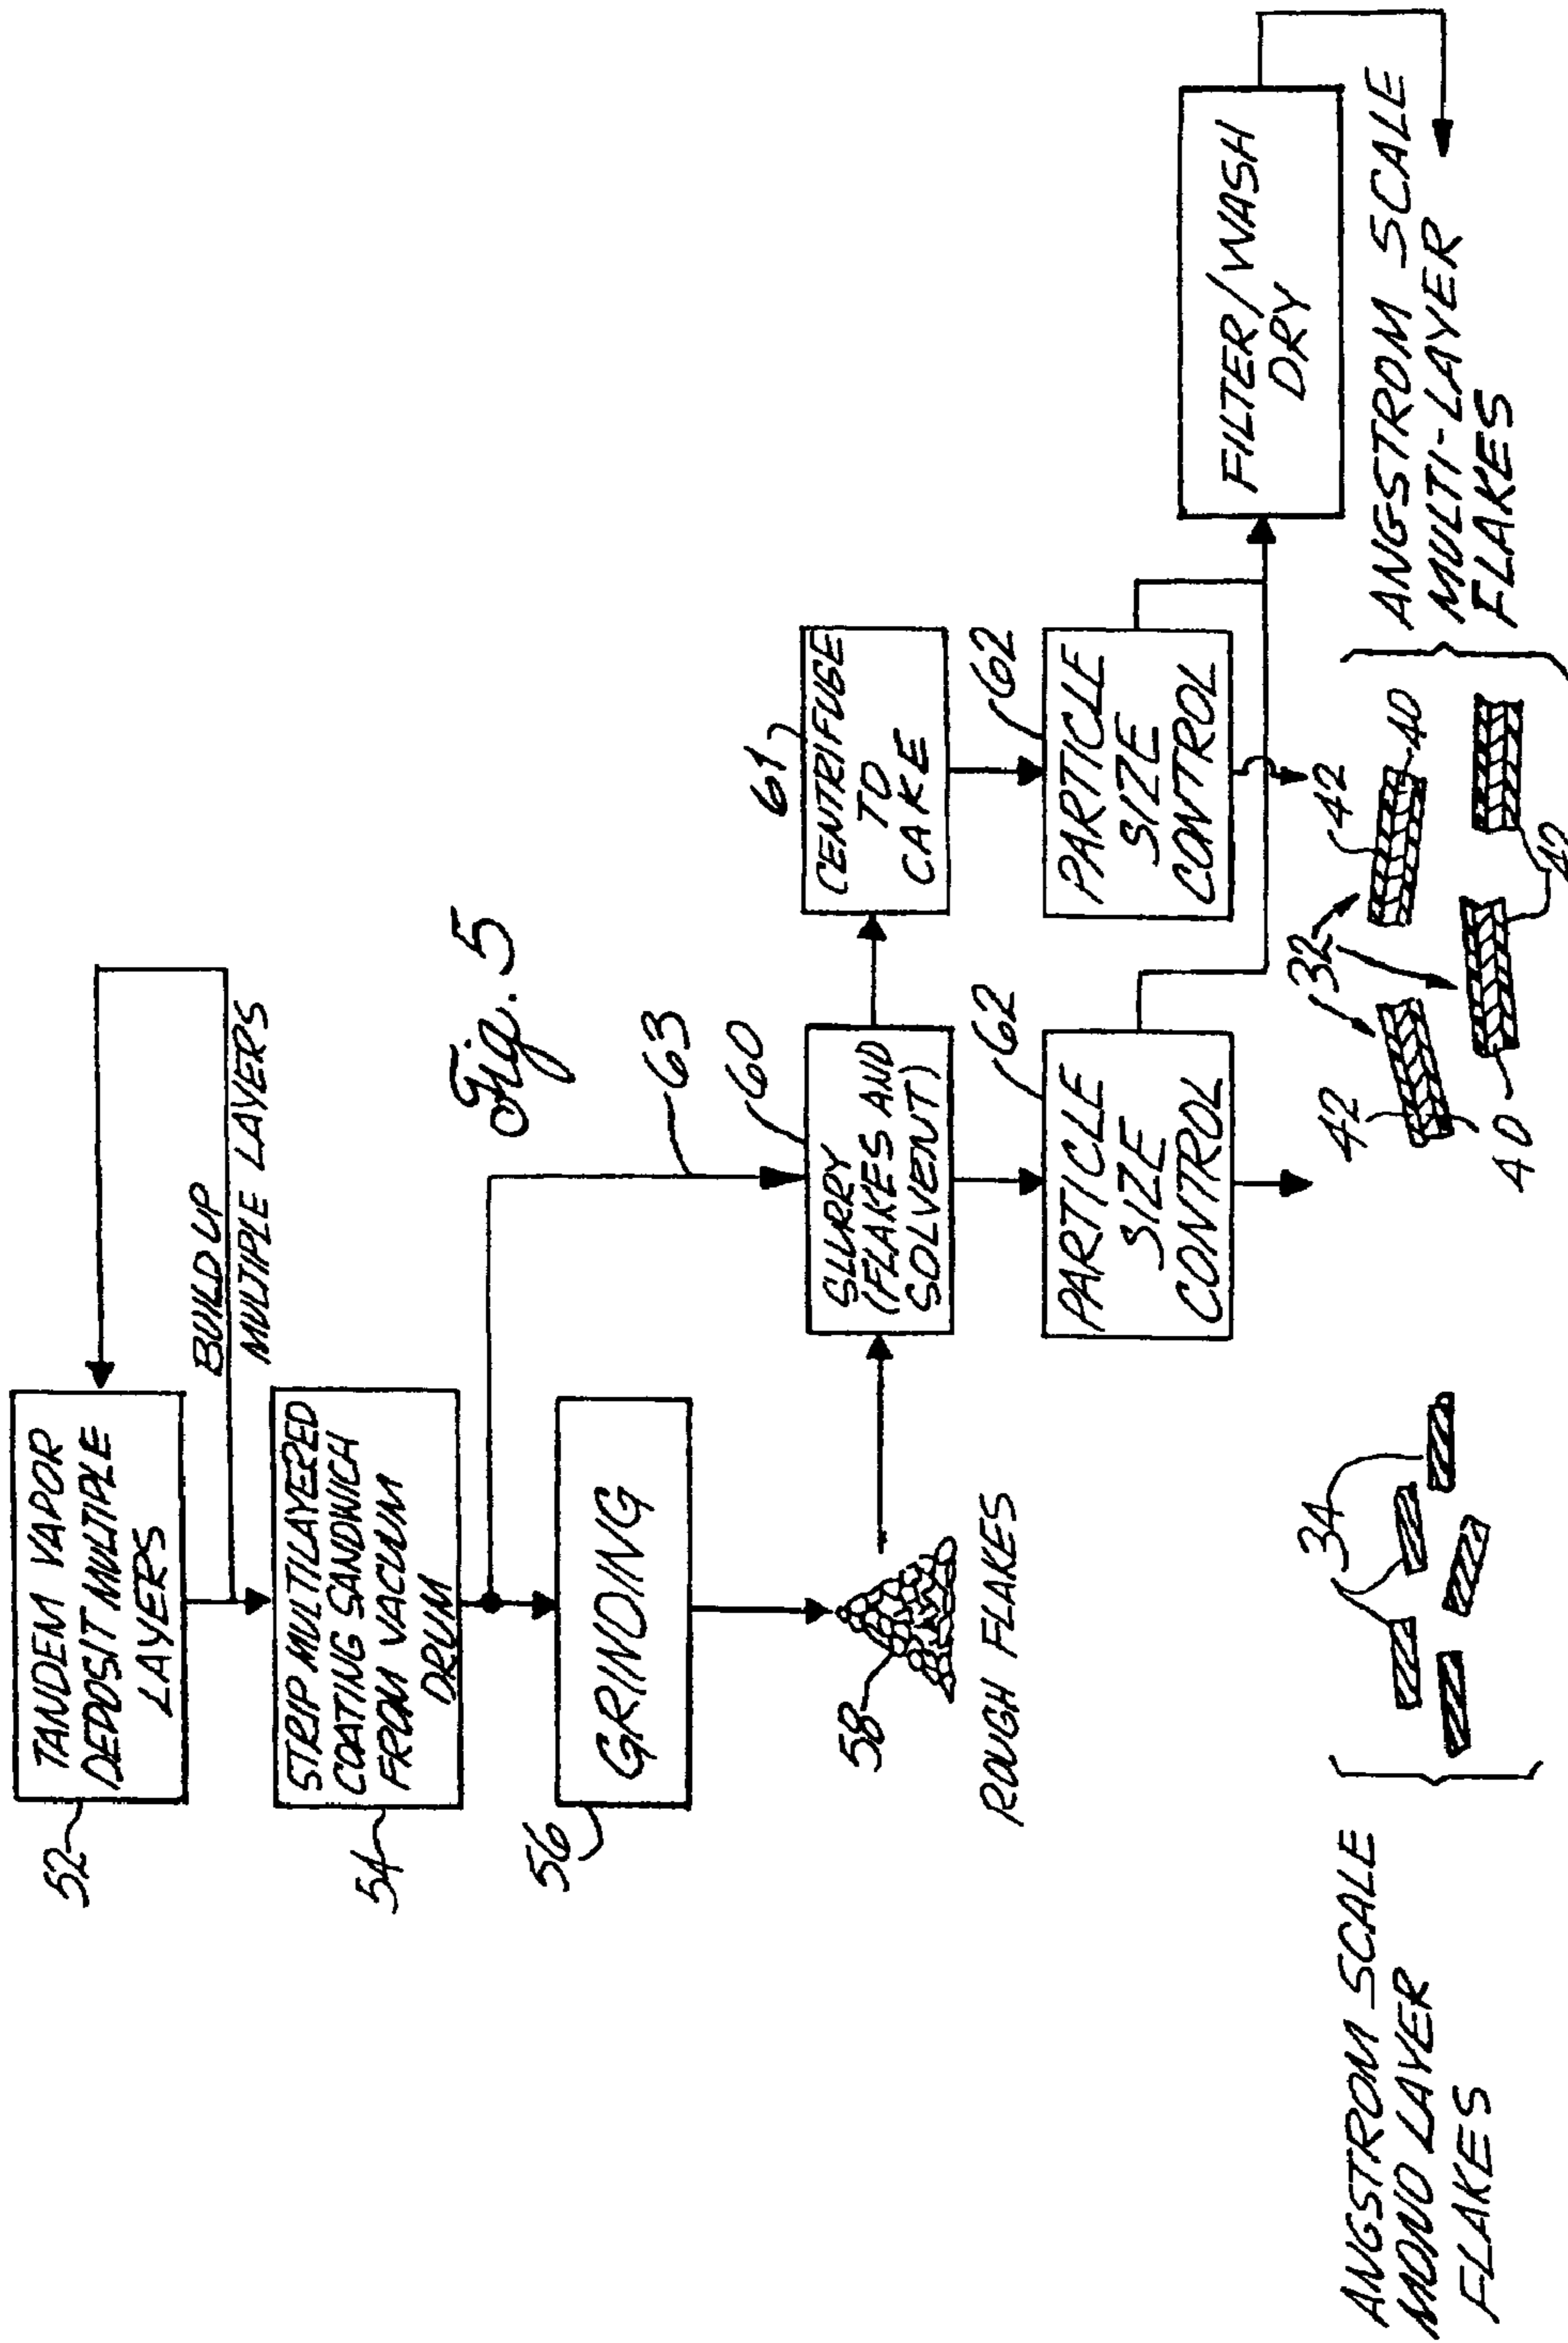 52
TANDEM VAPOR
DEPOSIT MULTIPLE
LAYERS
BUILD UP
MULTIPLE LAYERS
54
STRIP MULTILAYERED
COATING SANDWICH
FROM VACUUM
DRUM
Fig. 5
56
GRINDING
63
60
58
ROUGH FLAKES
SLURRY
(FLAKES AND
SOLVENT)
61
CENTRIFUGE
TO
CAKE
62
PARTICLE
SIZE
CONTROL
62
PARTICLE
SIZE
CONTROL
FILTER/WASH
DRY
ANGSTROM SCALE
MONO LAYER
FLAKES
34
42
32
42
40
40
42
ANGSTROM SCALE
MULTI-LAYER
FLAKES